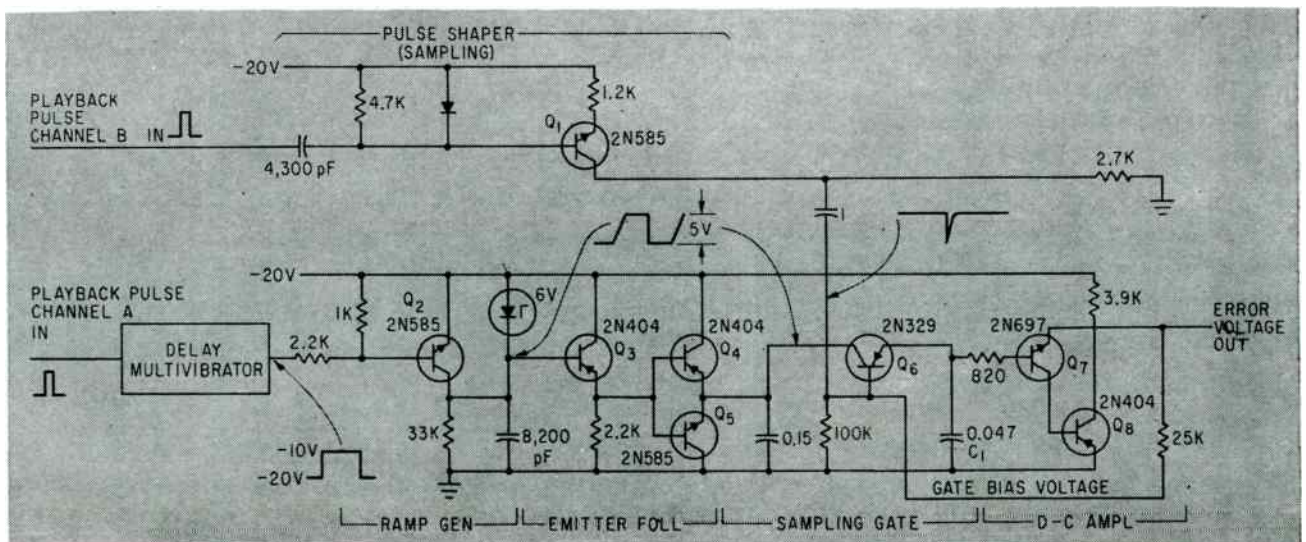 PULSE SHAPER
(SAMPLING)
-20V
4.7K
1.2K
PLAYBACK
PULSE
CHANNEL B IN
Q1
2N585
4,300 pF
2.7K
1
5V
-20V
6V
PLAYBACK PULSE
CHANNEL A
IN
1K
Q2
2N585
2N404
2N404
2N329
2N697
3.9K
ERROR
VOLTAGE
OUT
DELAY
MULTIVIBRATOR
2.2K
Q3
Q4
Q6
820
Q7
2N404
Q8
33K
8,200
pF
2.2K
Q5
2N585
0.15
100K
0.047
C1
25K
-10V
-20V
GATE BIAS VOLTAGE
RAMP GEN
EMITTER FOLL
SAMPLING GATE
D-C AMPL